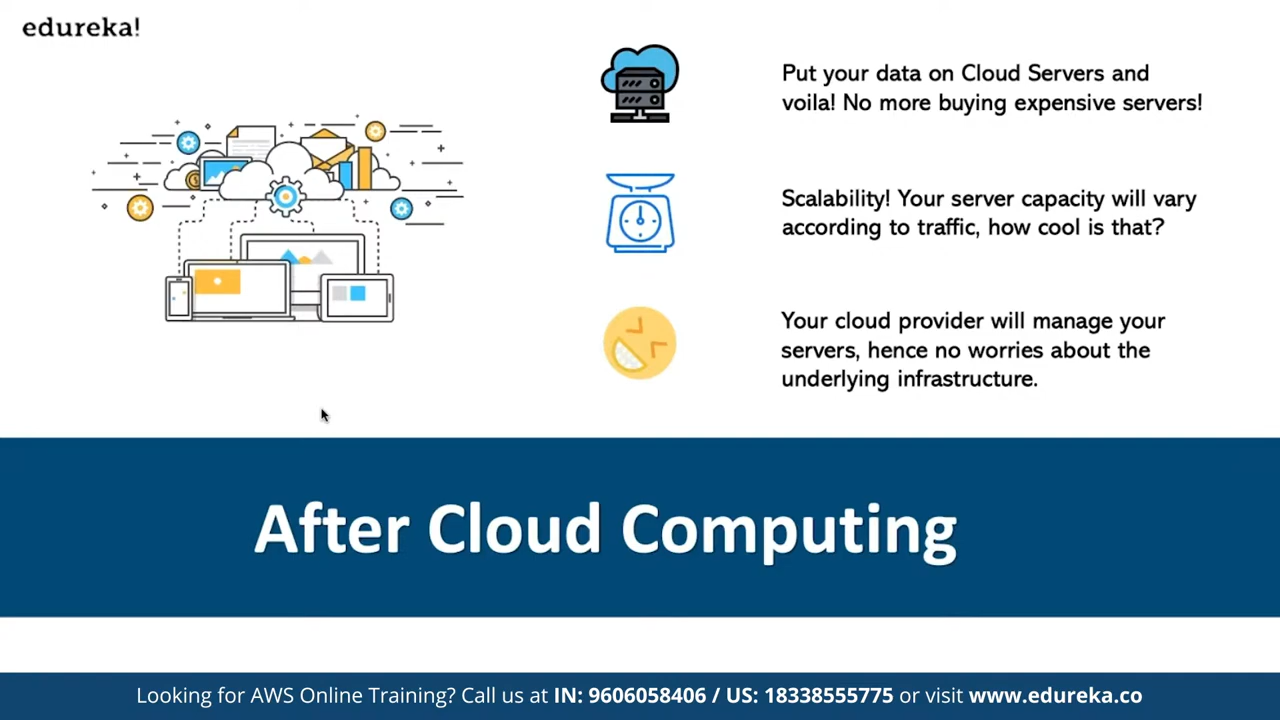 edureka!
Put your data on Cloud Servers and
voila! No more buying expensive servers!
Scalability! Your server capacity will vary
according to traffic, how cool is that?
Your cloud provider will manage your
servers, hence no worries about the
underlying infrastructure.
After Cloud Computing
Looking for AWS Online Training? Call us at IN: 9606058406 / US: 18338555775 or visit www.edureka.co